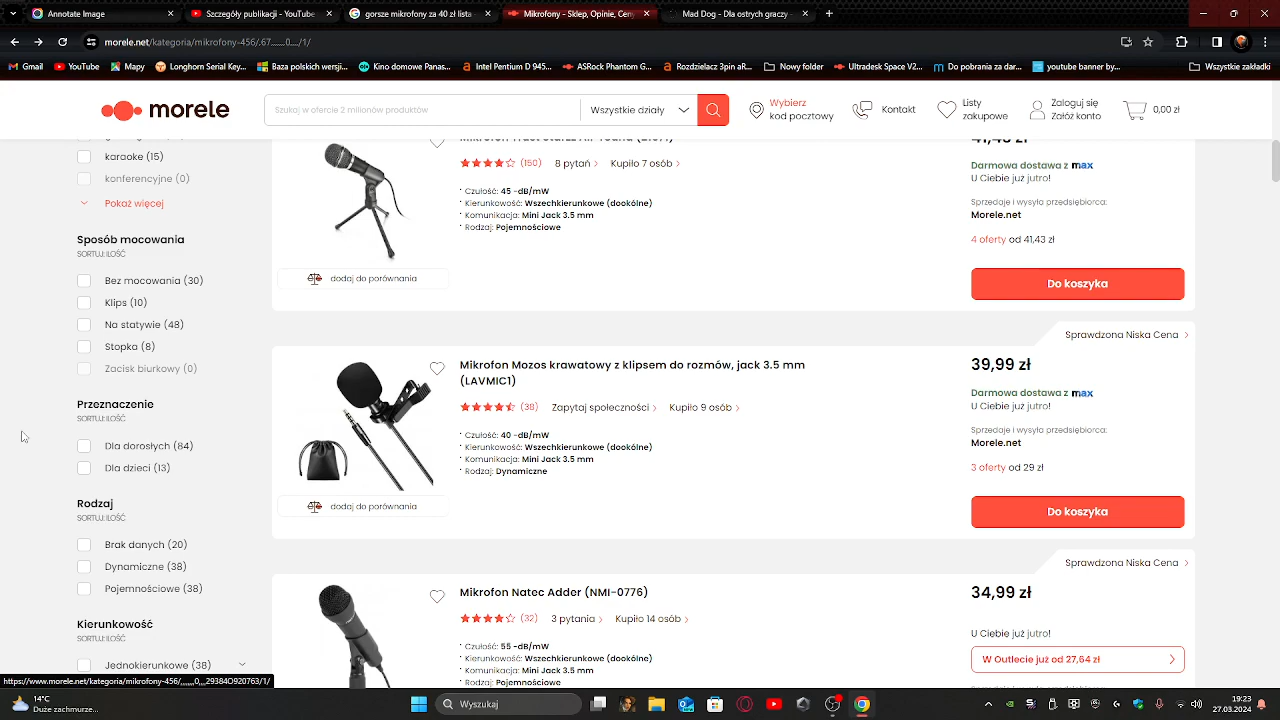 Annotate Image
Szczegóły publikacji - YouTube
gorsze mikrofony za 40 zł lista
Mikrofony - Sklep, Opinie, Cen
Mad Dog – Dla ostrych graczy
morele.net/kategoria/mikrofony-456/,67,,,,,,,,0,,,,/1/
Gmail
YouTube
Mapy
Longhorn Serial Key...
Baza polskich wersji...
Kino domowe Panas...
Intel Pentium D 945...
ASRock Phantom G...
Rozdzielacz 3pin aR...
Nowy folder
Ultradesk Space V2...
Do pobrania za dar...
youtube banner by...
Wszystkie zakładki
morele
Szukaj w ofercie 2 milionów produktów
Wszystkie działy
Wybierz
kod pocztowy
Kontakt
Listy
zakupowe
Zaloguj się
Załóż konto
0,00 zł
karaoke (15)
konferencyjne (0)
Pokaż więcej
Sposób mocowania
SORTUJ: ILOŚĆ
Bez mocowania (30)
Klips (10)
Na statywie (48)
Stopka (8)
Zacisk biurkowy (0)
Przeznaczenie
SORTUJ: ILOŚĆ
Dla dorosłych (84)
Dla dzieci (13)
Rodzaj
SORTUJ: ILOŚĆ
Brak danych (20)
Dynamiczne (38)
Pojemnościowe (38)
Kierunkowość
SORTUJ: ILOŚĆ
Jednokierunkowe (38)
(150) 8 pytań Kupiło 7 osób
• Czułość: 45 -dB/mW
• Kierunkowość: Wszechkierunkowe (dookólne)
• Komunikacja: Mini Jack 3.5 mm
• Rodzaj: Pojemnościowe
dodaj do porównania
41,43 zł
Darmowa dostawa z max
U Ciebie już jutro!
Sprzedaje i wysyła przedsiębiorca:
Morele.net
4 oferty od 41,43 zł
Do koszyka
Sprawdzona Niska Cena
Mikrofon Mozos krawatowy z klipsem do rozmów, jack 3.5 mm
(LAVMIC1)
(38) Zapytaj społeczności Kupiło 9 osób
• Czułość: 40 -dB/mW
• Kierunkowość: Wszechkierunkowe (dookólne)
• Komunikacja: Mini Jack 3.5 mm
• Rodzaj: Dynamiczne
dodaj do porównania
39,99 zł
Darmowa dostawa z max
U Ciebie już jutro!
Sprzedaje i wysyła przedsiębiorca:
Morele.net
3 oferty od 29 zł
Do koszyka
Sprawdzona Niska Cena
Mikrofon Natec Adder (NMI-0776)
(32) 3 pytania Kupiło 14 osób
• Czułość: 55 -dB/mW
• Kierunkowość: Wszechkierunkowe (dookólne)
• Komunikacja: Mini Jack 3.5 mm
34,99 zł
U Ciebie już jutro!
W Outlecie już od 27,64 zł
https://www.morele.net/kategoria/mikrofony-456/,,,,,,,,0,,,,29384O920763/1/
14°C
Duże zachmurze...
Wyszukaj
19:23
27.03.2024